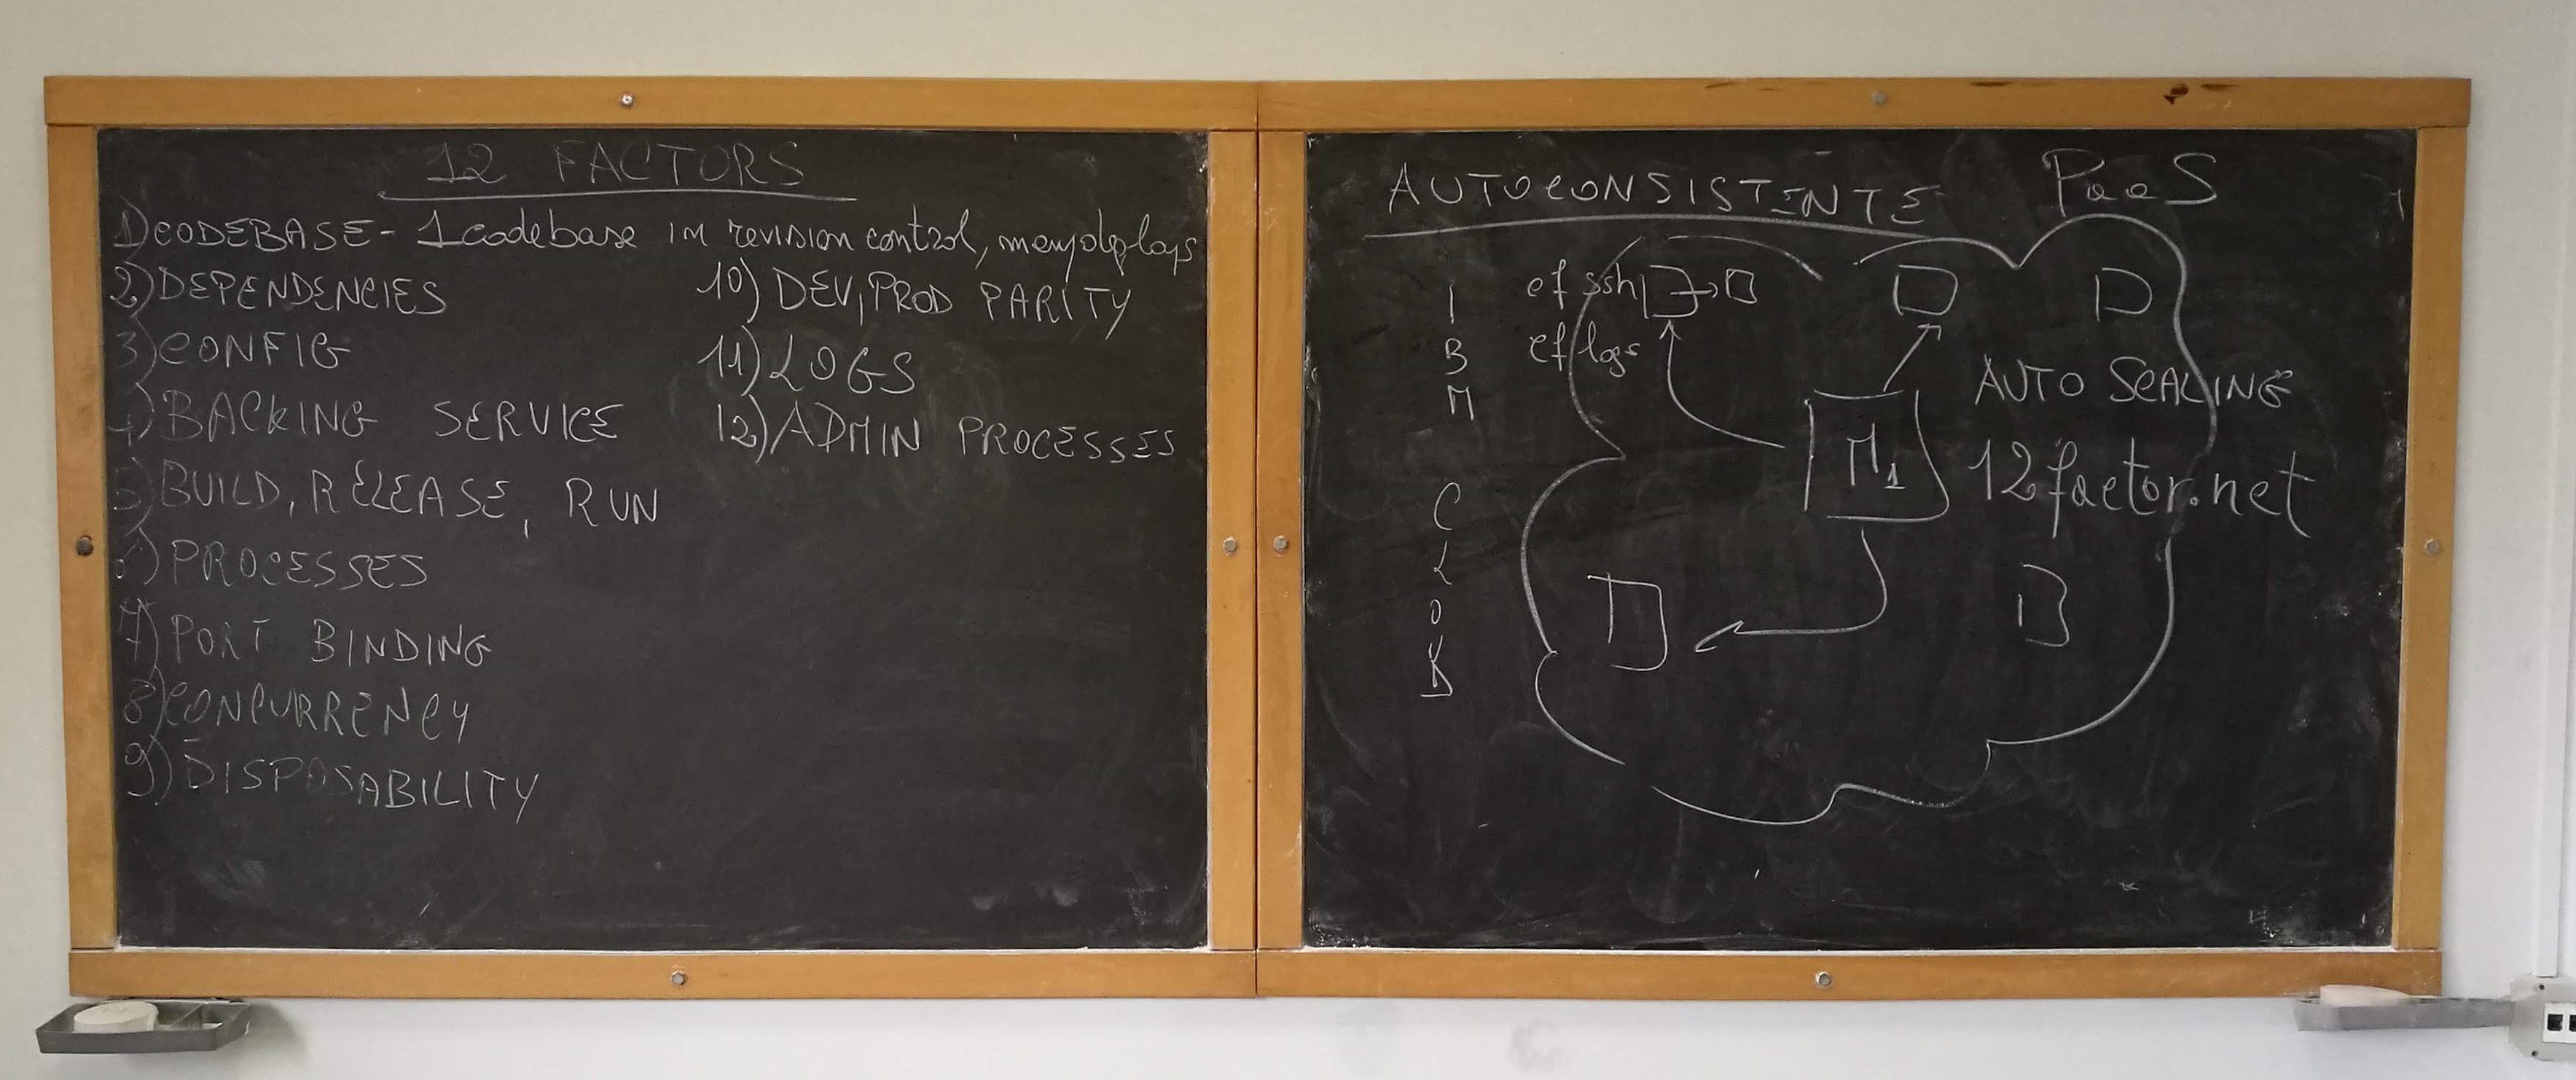 12 FACTORS
1) CODEBASE - 1 codebase in revision control, many deploys
2) DEPENDENCIES
3) CONFIG
4) BACKING SERVICE
5) BUILD, RELEASE, RUN
6) PROCESSES
7) PORT BINDING
8) CONCURRENCY
9) DISPOSABILITY
10) DEV, PROD PARITY
11) LOGS
12) ADMIN PROCESSES
AUTOCONSISTENTE
PaaS
IBM CLOUD
cf ssh
cf logs
AUTO SCALING
M1
12factor.net